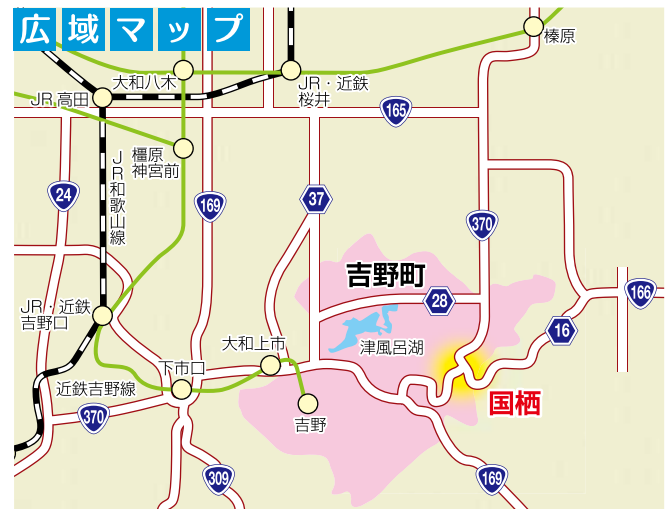 広域マップ
榛原
大和八木
JR・近鉄
桜井
JR 高田
165
橿原
神宮前
JR和歌山線
24
169
37
370
吉野町
28
166
JR・近鉄
吉野口
津風呂湖
16
大和上市
下市口
近鉄吉野線
国栖
370
吉野
309
169